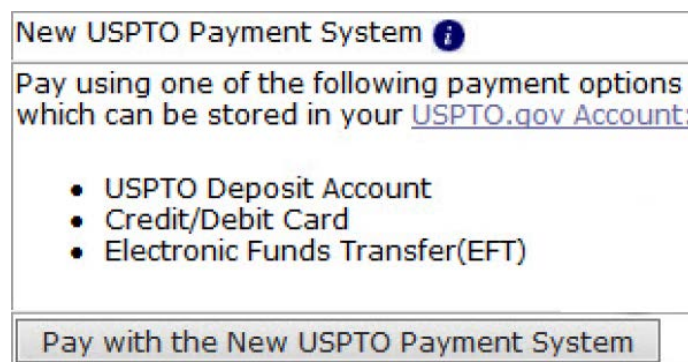 New USPTO Payment System i
Pay using one of the following payment options
which can be stored in your USPTO.gov Account:
• USPTO Deposit Account
• Credit/Debit Card
• Electronic Funds Transfer(EFT)
Pay with the New USPTO Payment System